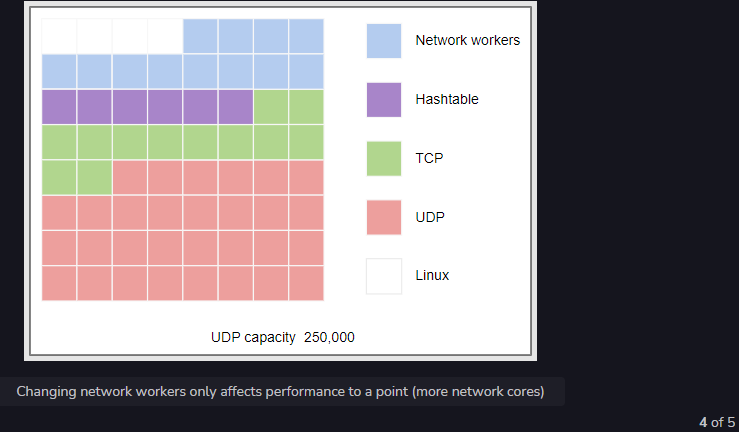 Network workers
Hashtable
TCP
UDP
Linux
UDP capacity 250,000
Changing network workers only affects performance to a point (more network cores)
4 of 5